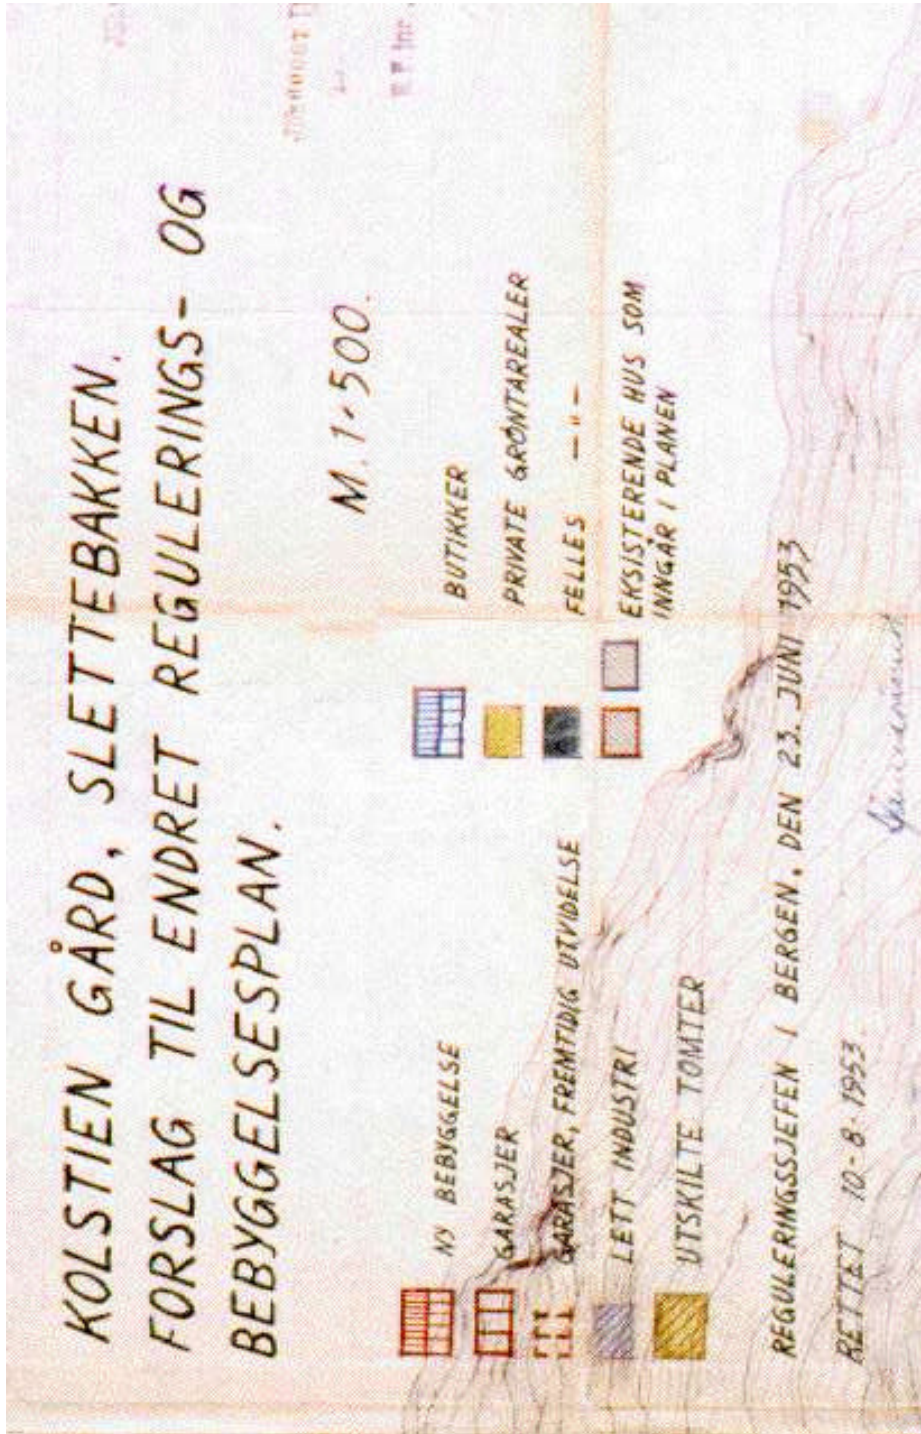 KOLSTIEN GÅRD, SLETTEBAKKEN.
FORSLAG TIL ENDRET REGULERINGS- OG
BEBYGGELSESPLAN.
M. 1:500.
NY BEBYGGELSE
GARASJER
GARASJER, FREMTIDIG UTVIDELSE
LETT INDUSTRI
UTSKILTE TOMTER
BUTIKKER
PRIVATE GRÖNTAREALER
FELLES —"—
EKSISTERENDE HUS SOM
INNGÅR I PLANEN
REGULERINGSSJEFEN I BERGEN, DEN 23. JUNI 1953
RETTET 10-8-1953.